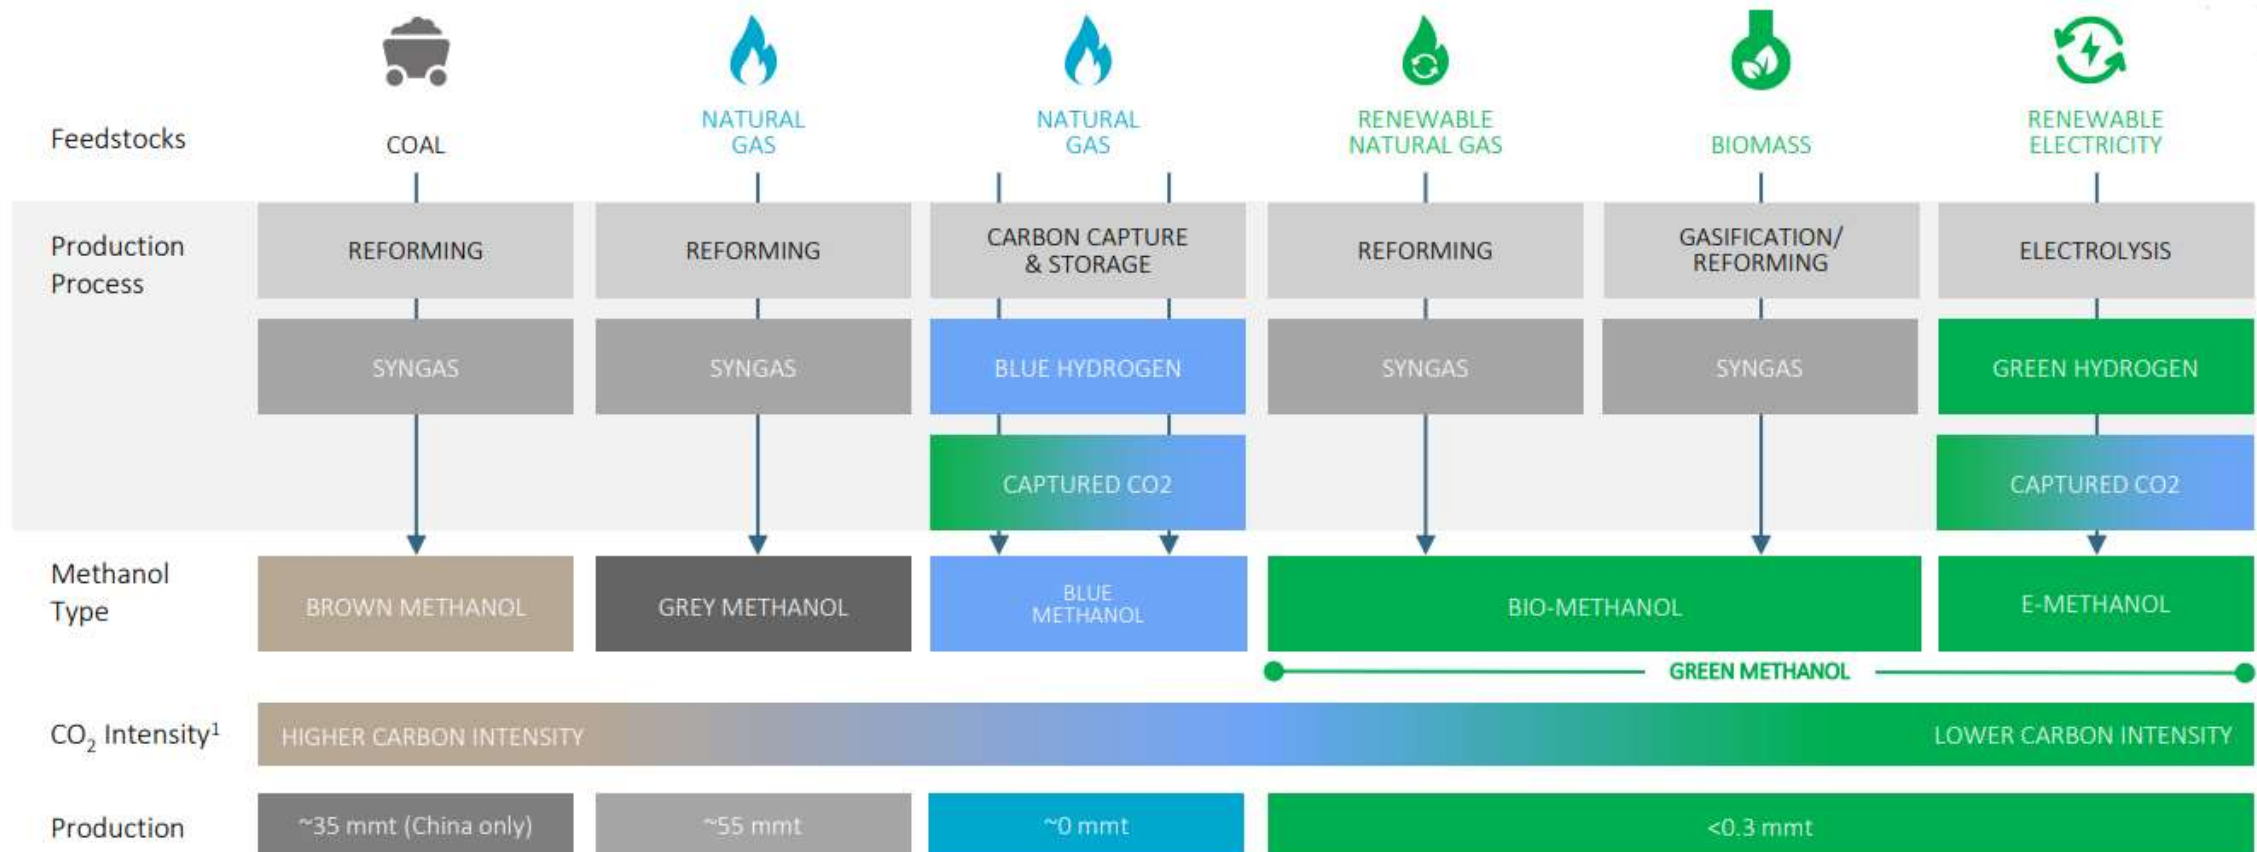 Feedstocks
COAL
NATURAL
GAS
NATURAL
GAS
RENEWABLE
NATURAL GAS
BIOMASS
RENEWABLE
ELECTRICITY
Production
Process
REFORMING
REFORMING
CARBON CAPTURE
& STORAGE
REFORMING
GASIFICATION/
REFORMING
ELECTROLYSIS
SYNGAS
SYNGAS
BLUE HYDROGEN
SYNGAS
SYNGAS
GREEN HYDROGEN
CAPTURED CO2
CAPTURED CO2
Methanol
Type
BROWN METHANOL
GREY METHANOL
BLUE
METHANOL
BIO-METHANOL
E-METHANOL
GREEN METHANOL
CO₂ Intensity¹
HIGHER CARBON INTENSITY
LOWER CARBON INTENSITY
Production
~35 mmt (China only)
~55 mmt
~0 mmt
<0.3 mmt